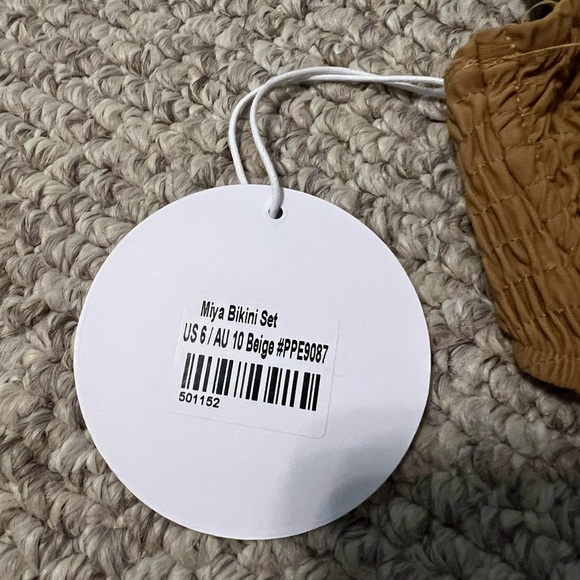 Miya Bikini Set
US 6 / AU 10 Beige #PPE9087
501152